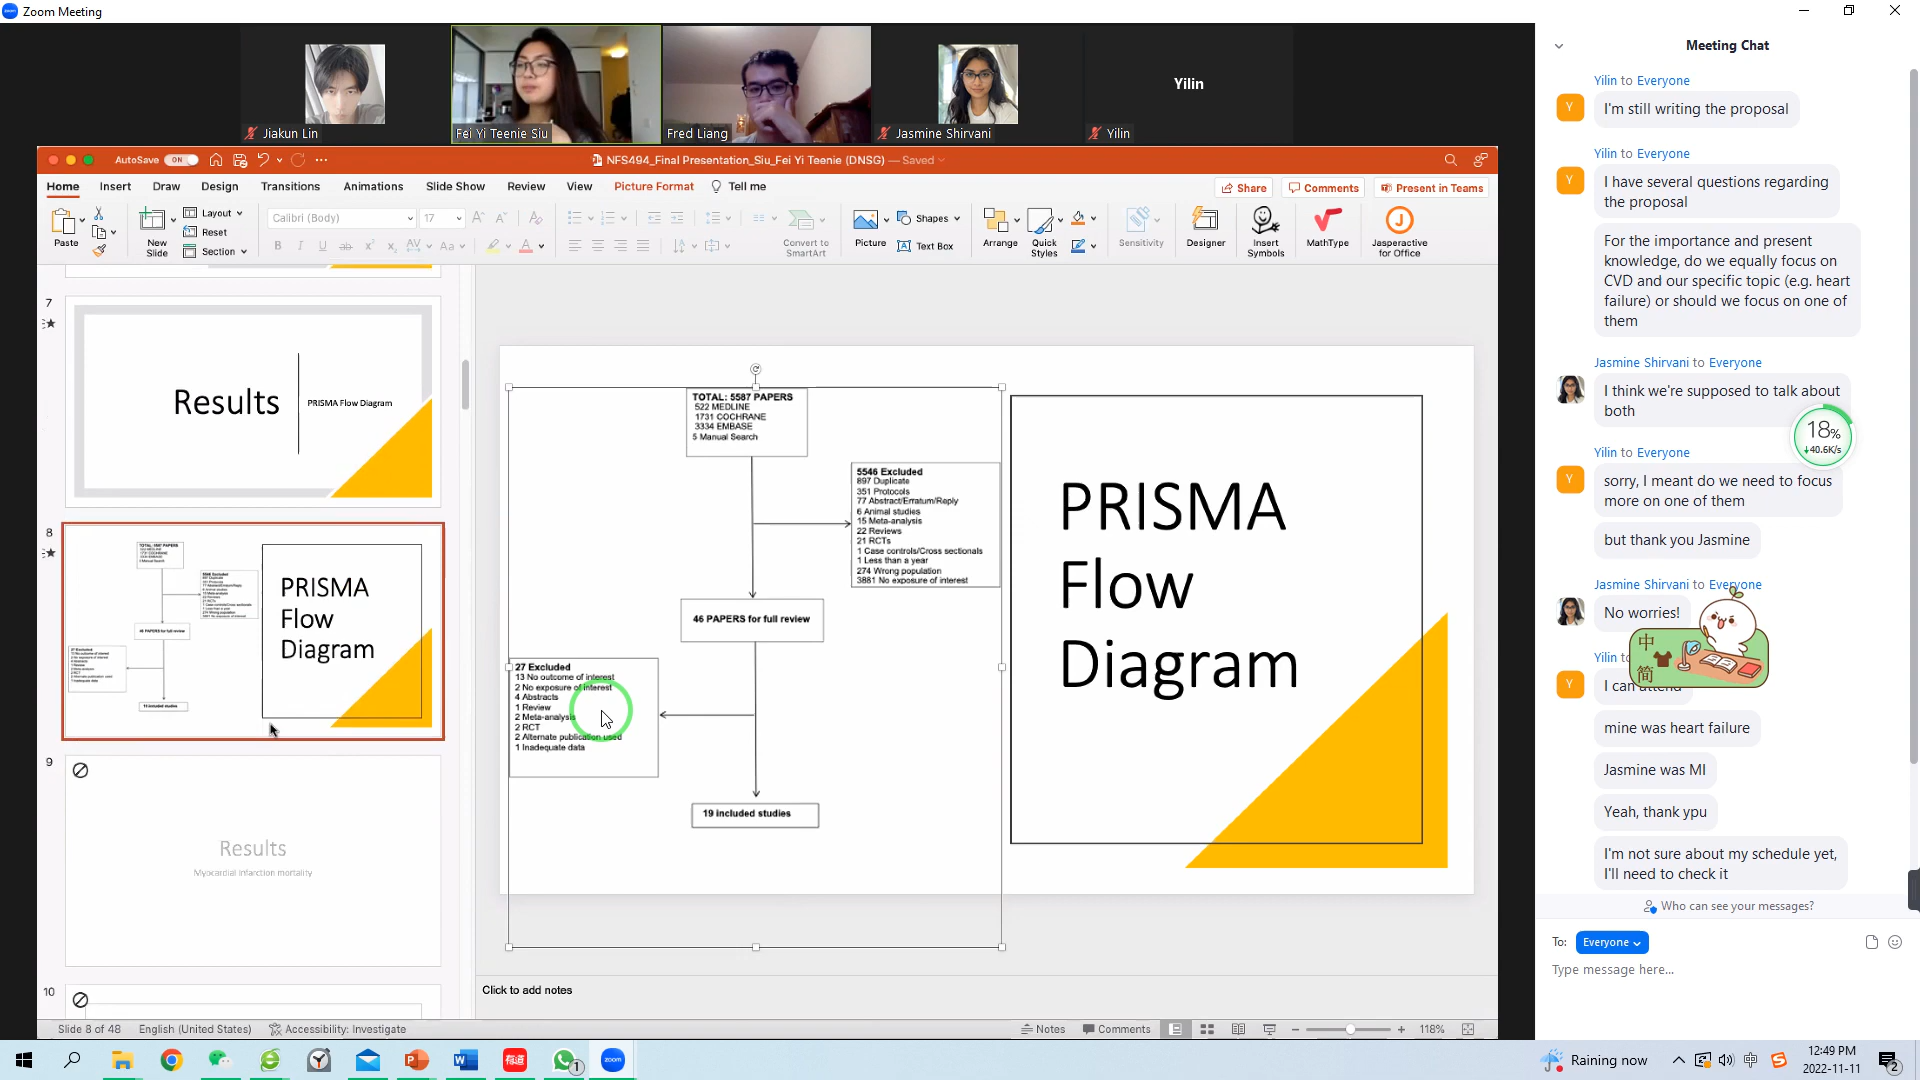 Zoom Meeting
Jiakun Lin
Fei Yi Teenie Siu
Fred Liang
Jasmine Shirvani
Yilin
Yilin
AutoSave ON
NFS494_Final Presentation_Siu_Fei Yi Teenie (DNSG) — Saved
Home Insert Draw Design Transitions Animations Slide Show Review View Picture Format Tell me
Share Comments Present in Teams
Paste
New Slide
Layout
Reset
Section
Calibri (Body) 17
Convert to SmartArt
Picture
Shapes
Text Box
Arrange
Quick Styles
Sensitivity
Designer
Insert Symbols
MathType
Jasperactive for Office
7
Results
PRISMA Flow Diagram
8
PRISMA
Flow
Diagram
46 PAPERS for full review
9
Results
Myocardial infarction mortality
10
TOTAL: 5587 PAPERS
522 MEDLINE
1731 COCHRANE
3334 EMBASE
5 Manual Search
5546 Excluded
897 Duplicate
351 Protocols
77 Abstract/Erratum/Reply
6 Animal studies
15 Meta-analysis
22 Reviews
21 RCTs
1 Case controls/Cross sectionals
1 Less than a year
274 Wrong population
3881 No exposure of interest
46 PAPERS for full review
27 Excluded
13 No outcome of interest
2 No exposure of interest
4 Abstracts
1 Review
2 Meta-analysis
2 RCT
2 Alternate publication used
1 Inadequate data
19 included studies
PRISMA
Flow
Diagram
Click to add notes
Slide 8 of 48 English (United States) Accessibility: Investigate
Notes Comments 118%
Meeting Chat
Yilin to Everyone
I'm still writing the proposal
Yilin to Everyone
I have several questions regarding
the proposal
For the importance and present
knowledge, do we equally focus on
CVD and our specific topic (e.g. heart
failure) or should we focus on one of
them
Jasmine Shirvani to Everyone
I think we're supposed to talk about
both
18%
↓40.6K/s
Yilin to Everyone
sorry, I meant do we need to focus
more on one of them
but thank you Jasmine
Jasmine Shirvani to Everyone
No worries!
中
简
Yilin to
I can attend
mine was heart failure
Jasmine was MI
Yeah, thank ypu
I'm not sure about my schedule yet,
I'll need to check it
Who can see your messages?
To: Everyone
Type message here...
Raining now
中
12:49 PM
2022-11-11